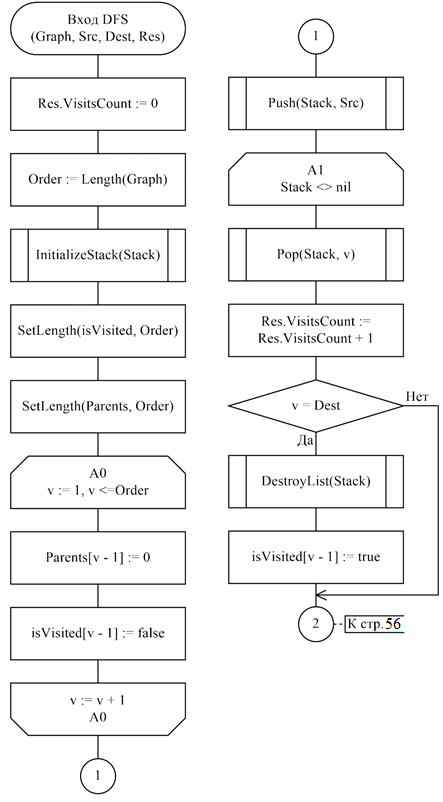 Вход DFS
(Graph, Src, Dest, Res)
Res.VisitsCount := 0
Order := Length(Graph)
InitializeStack(Stack)
SetLength(isVisited, Order)
SetLength(Parents, Order)
A0
v := 1, v <=Order
Parents[v - 1] := 0
isVisited[v - 1] := false
v := v + 1
A0
1
1
Push(Stack, Src)
A1
Stack <> nil
Pop(Stack, v)
Res.VisitsCount :=
Res.VisitsCount + 1
v = Dest
Нет
Да
DestroyList(Stack)
isVisited[v - 1] := true
2
К стр.56